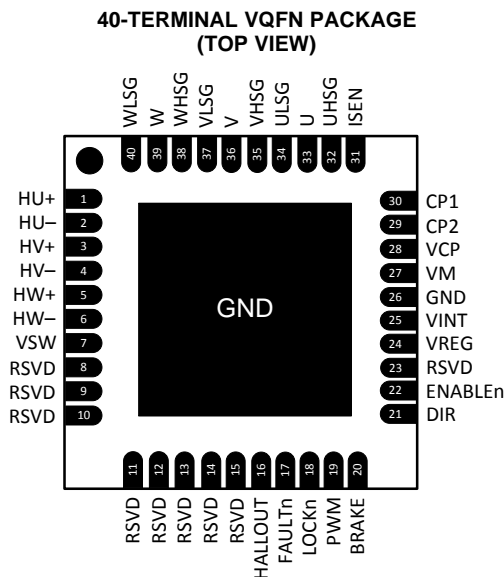 40-TERMINAL VQFN PACKAGE
(TOP VIEW)
WLSG
W
WHSG
VLSG
V
VHSG
ULSG
U
UHSG
ISEN
40 39 38 37 36 35 34 33 32 31
HU+ 1
HU– 2
HV+ 3
HV– 4
HW+ 5
HW– 6
VSW 7
RSVD 8
RSVD 9
RSVD 10
GND
30 CP1
29 CP2
28 VCP
27 VM
26 GND
25 VINT
24 VREG
23 RSVD
22 ENABLEn
21 DIR
11 12 13 14 15 16 17 18 19 20
RSVD
RSVD
RSVD
RSVD
RSVD
HALLOUT
FAULTn
LOCKn
PWM
BRAKE